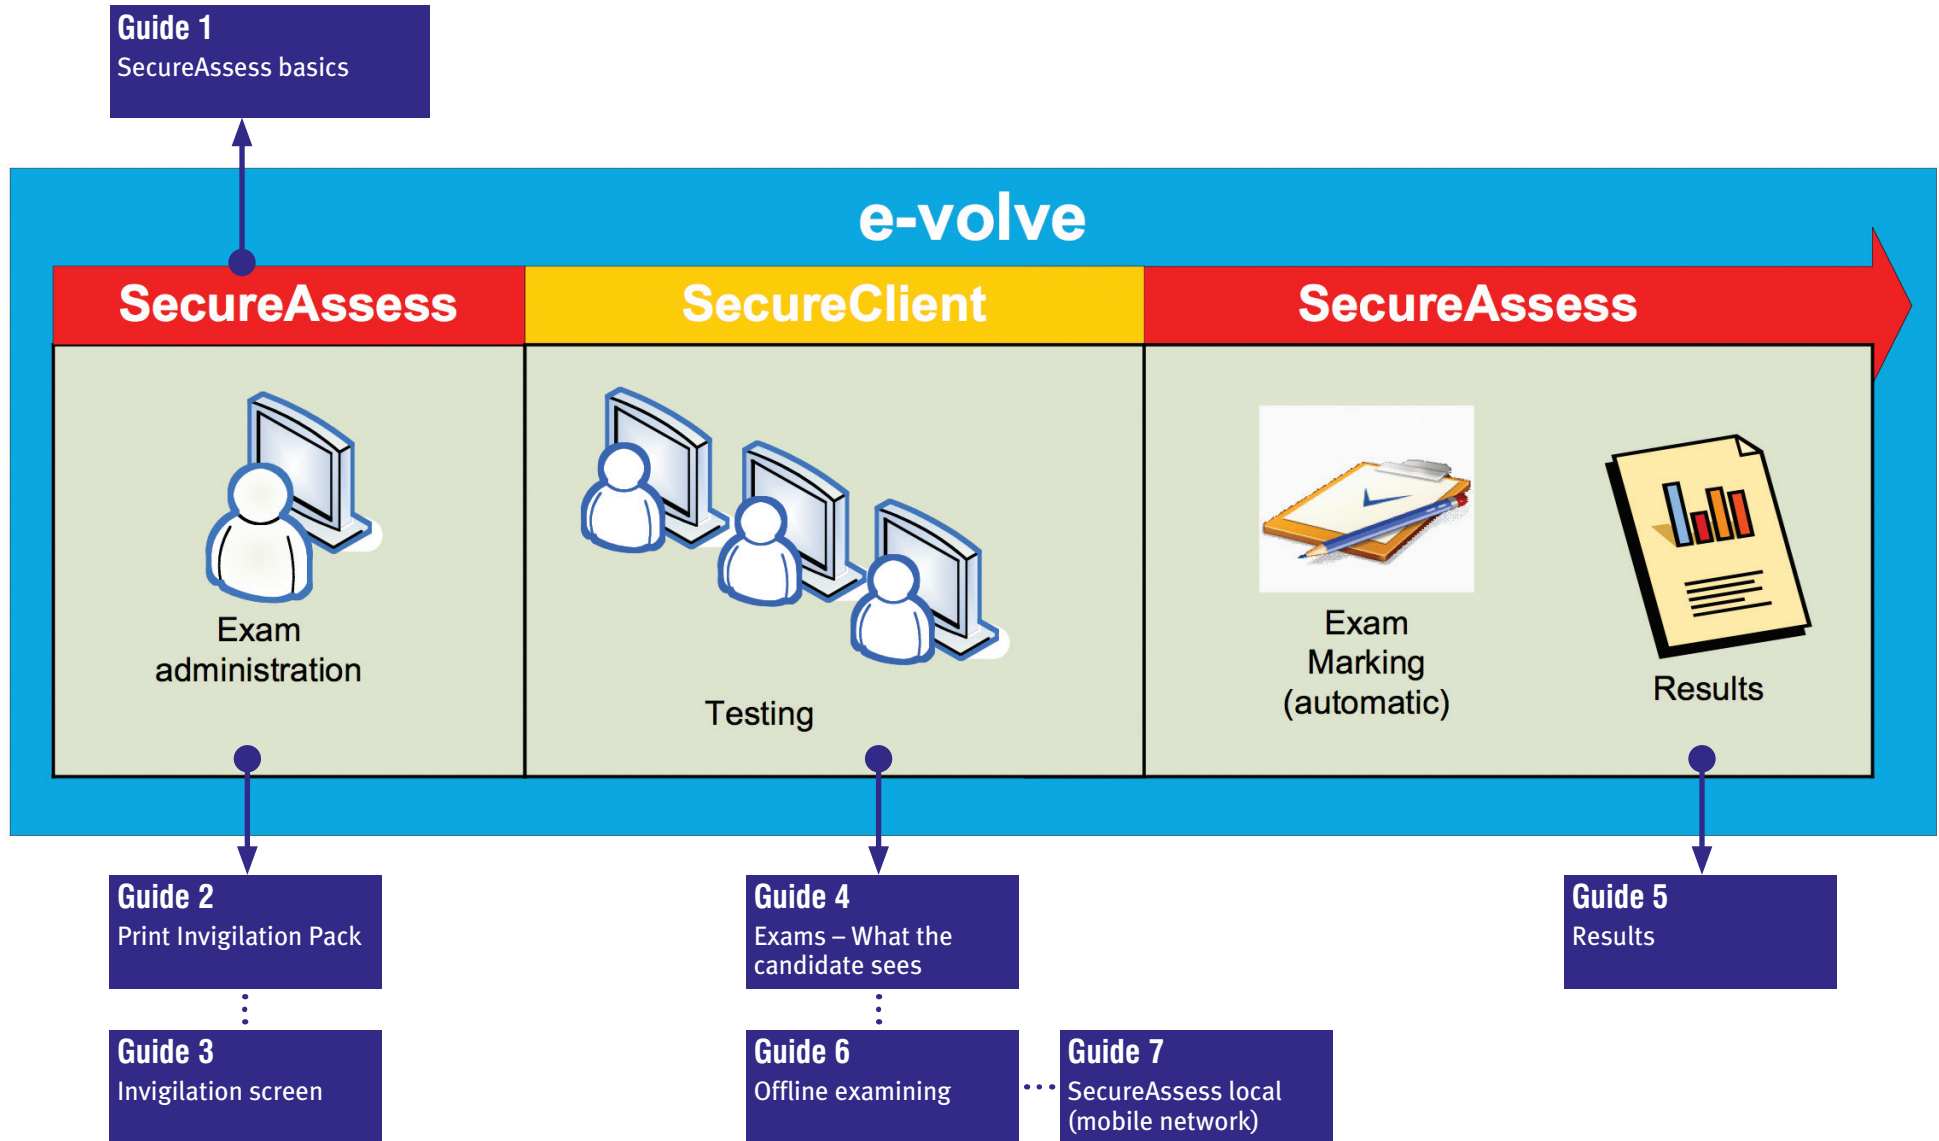 Guide 1
SecureAssess basics
e-volve
SecureAssess
SecureClient
SecureAssess
Exam
administration
Testing
Exam
Marking
(automatic)
Results
Guide 2
Print Invigilation Pack
Guide 4
Exams – What the
candidate sees
Guide 5
Results
Guide 3
Invigilation screen
Guide 6
Offline examining
Guide 7
SecureAssess local
(mobile network)